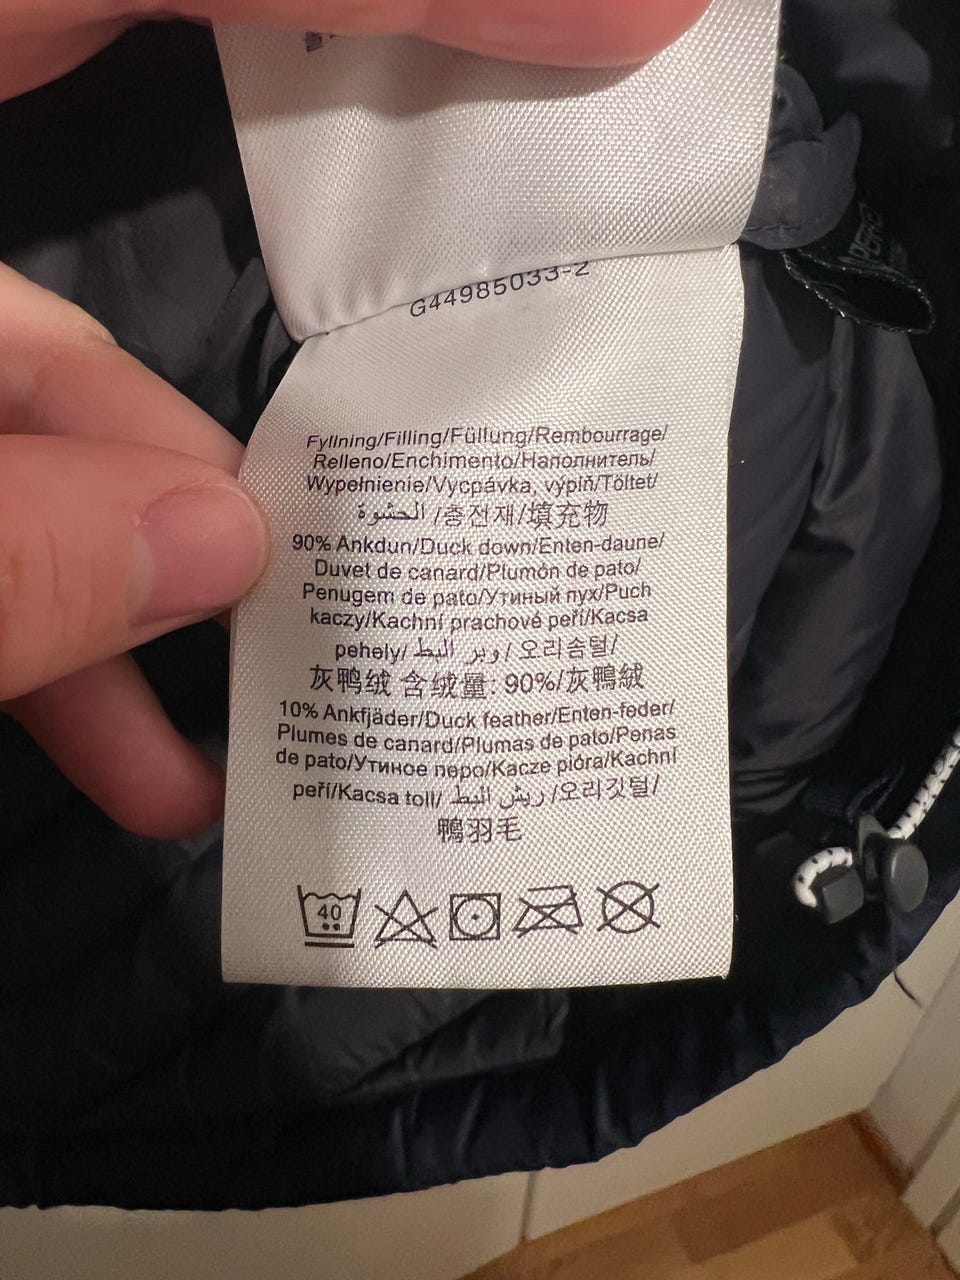 G44985033-2
Fyllning/Filling/Füllung/Rembourrage/
Relleno/Enchimento/Наполнитель/
Wypełnienie/Vycpávka, výplň/Töltet/
الحشوة/충전재/填充物
90% Ankdun/Duck down/Enten-daune/
Duvet de canard/Plumón de pato/
Penugem de pato/Утиный пух/Puch
kaczy/Kachní prachové peří/Kacsa
pehely/وبر البط/오리솜털/
灰鸭绒 含绒量: 90%/灰鴨絨
10% Ankfjäder/Duck feather/Enten-feder/
Plumes de canard/Plumas de pato/Penas
de pato/Утиное перо/Kacze pióra/Kachní
peří/Kacsa toll/ريش البط/오리깃털/
鴨羽毛
40